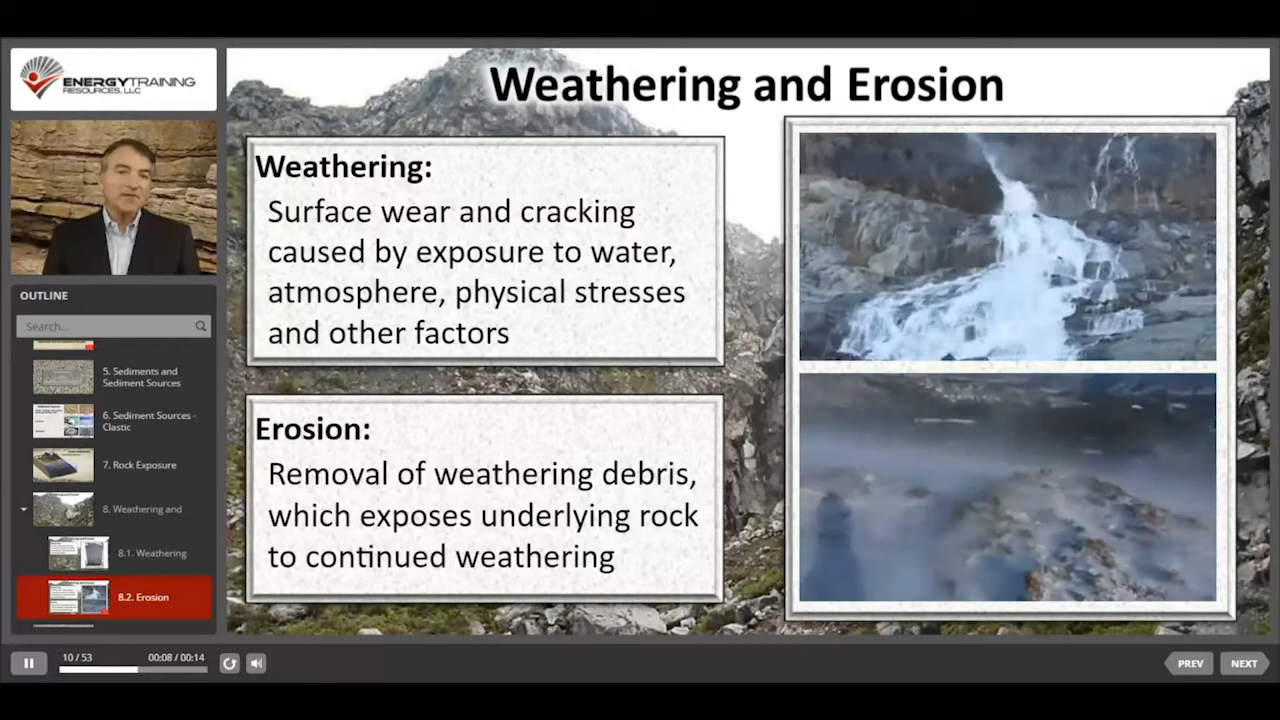 ENERGYTRAINING
RESOURCES, LLC
OUTLINE
Search...
5. Sediments and
Sediment Sources
6. Sediment Sources -
Clastic
7. Rock Exposure
8. Weathering and
8.1. Weathering
8.2. Erosion
Weathering and Erosion
Weathering:
Surface wear and cracking
caused by exposure to water,
atmosphere, physical stresses
and other factors
Erosion:
Removal of weathering debris,
which exposes underlying rock
to continued weathering
10 / 53
00:08 / 00:14
PREV
NEXT